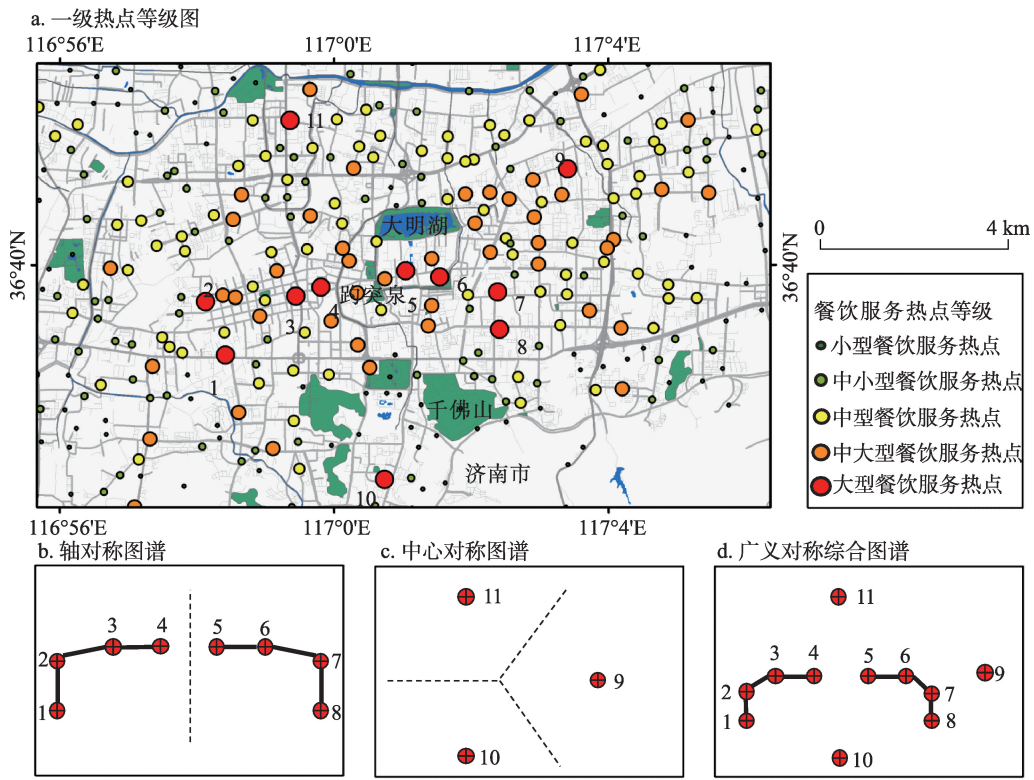 a. 一级热点等级图
116°56'E 117°0'E 117°4'E
11
9
大明湖
0 4 km
36°40'N 36°40'N
2 6 7
趵突泉
3 4 5
8
1
餐饮服务热点等级
小型餐饮服务热点
中小型餐饮服务热点
中型餐饮服务热点
中大型餐饮服务热点
大型餐饮服务热点
千佛山
济南市
10
116°56'E 117°0'E 117°4'E
b. 轴对称图谱
1 2 3 4 5 6 7 8
c. 中心对称图谱
11
9
10
d. 广义对称综合图谱
11
1 2 3 4 5 6 7 8 9
10